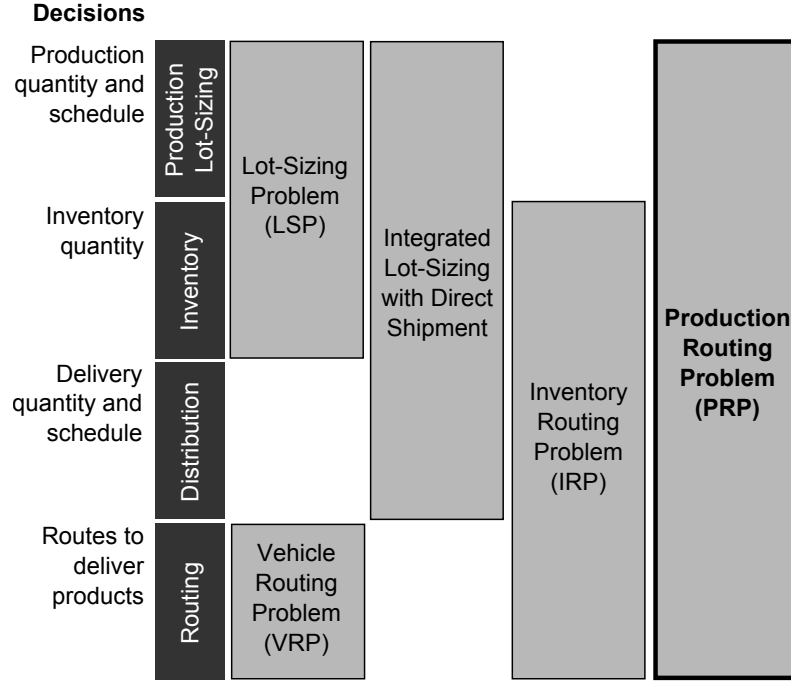 Decisions
Production
quantity and
schedule
Inventory
quantity
Delivery
quantity and
schedule
Routes to
deliver
products
Production
Lot-Sizing
Inventory
Distribution
Routing
Lot-Sizing
Problem
(LSP)
Vehicle
Routing
Problem
(VRP)
Integrated
Lot-Sizing
with Direct
Shipment
Inventory
Routing
Problem
(IRP)
Production
Routing
Problem
(PRP)